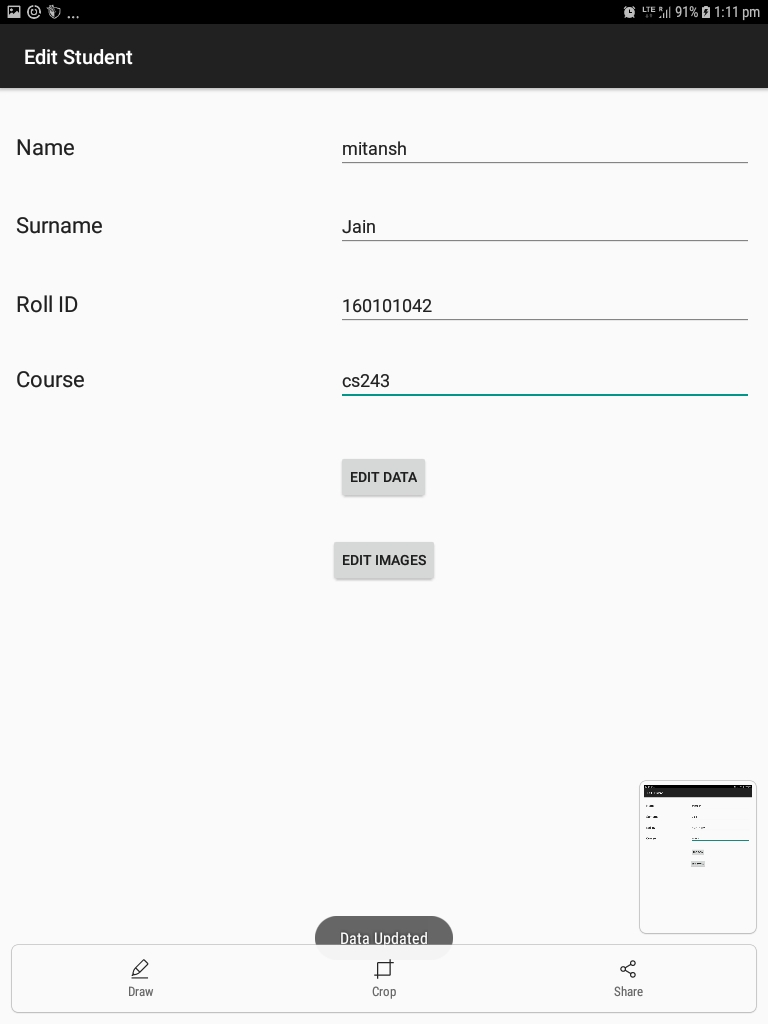 ... LTE R 91% 1:11 pm
Edit Student
Name mitansh
Surname Jain
Roll ID 160101042
Course cs243
EDIT DATA
EDIT IMAGES
Data Updated
Draw Crop Share